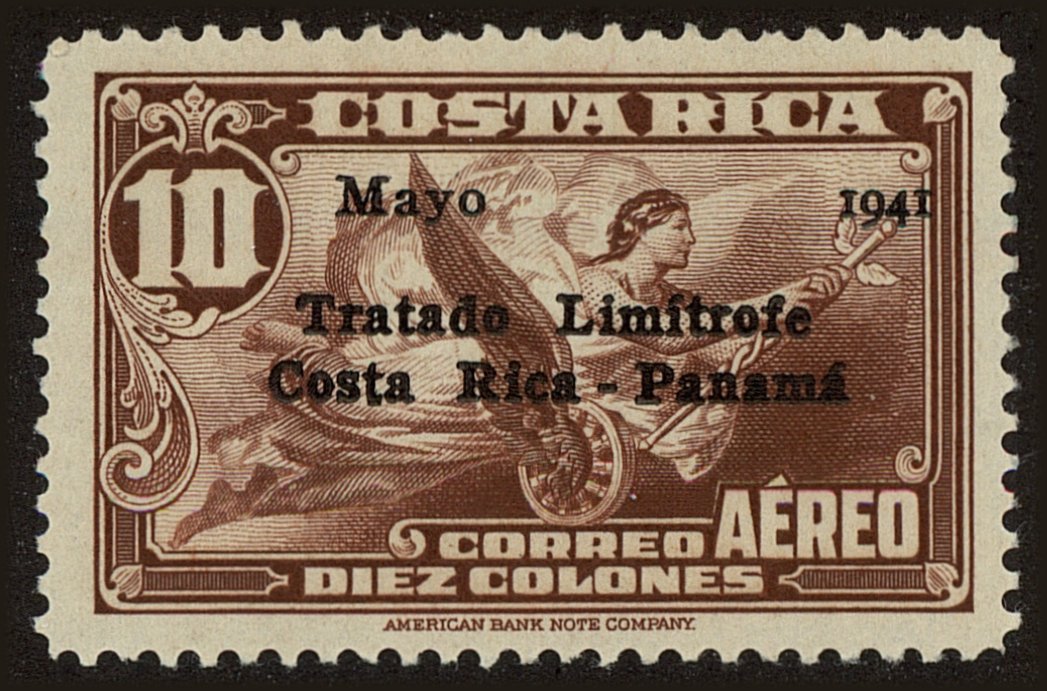 COSTA RICA
10
Mayo 1941
Tratado Limítrofe
Costa Rica - Panamá
CORREO AÉREO
DIEZ COLONES
AMERICAN BANK NOTE COMPANY.